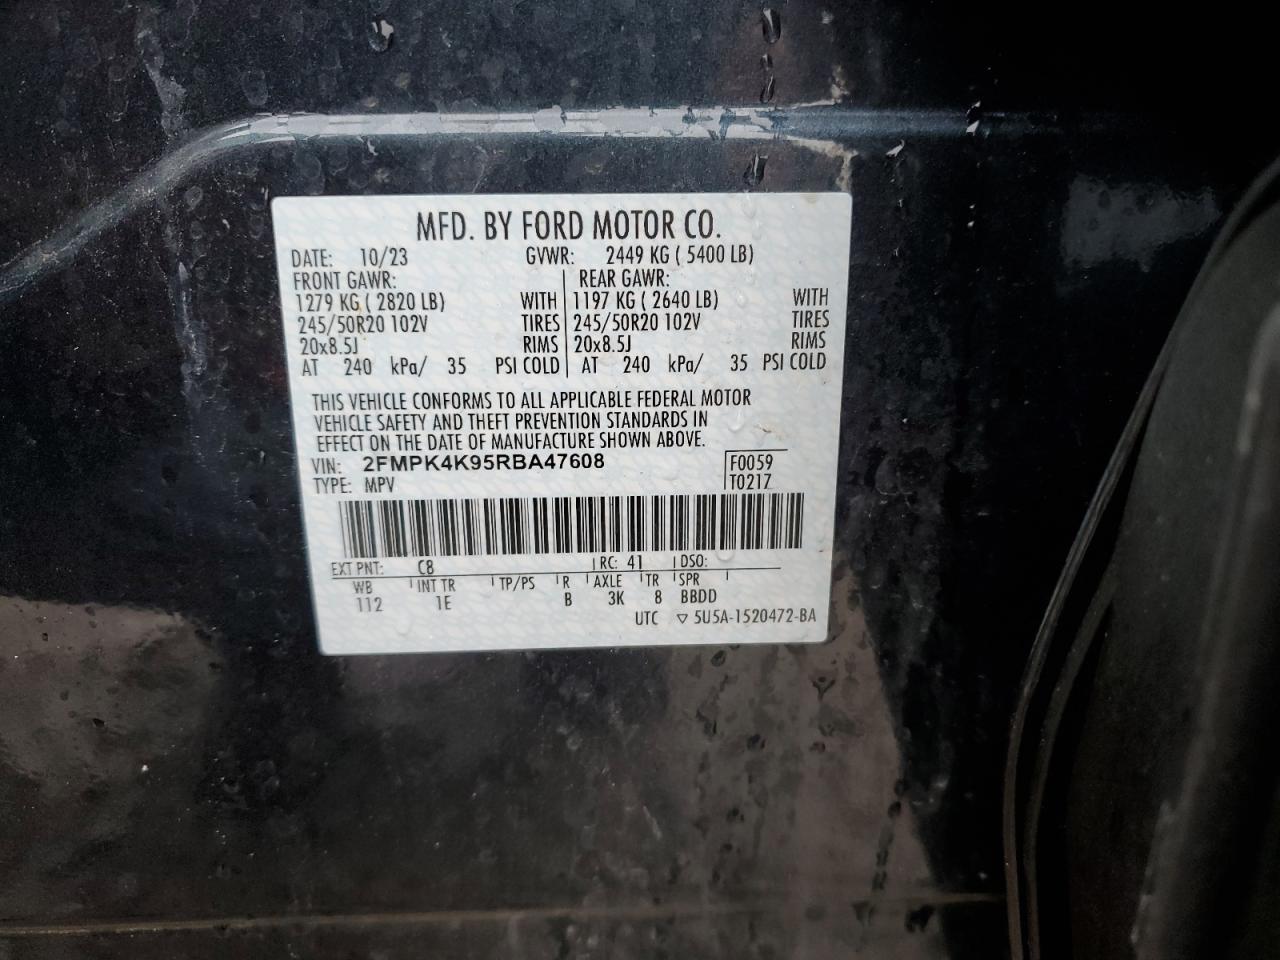 MFD. BY FORD MOTOR CO.
DATE: 10/23 GVWR: 2449 KG ( 5400 LB)
FRONT GAWR: REAR GAWR:
1279 KG ( 2820 LB) WITH 1197 KG ( 2640 LB) WITH
245/50R20 102V TIRES 245/50R20 102V TIRES
20x8.5J RIMS 20x8.5J RIMS
AT 240 kPa/ 35 PSI COLD AT 240 kPa/ 35 PSI COLD
THIS VEHICLE CONFORMS TO ALL APPLICABLE FEDERAL MOTOR
VEHICLE SAFETY AND THEFT PREVENTION STANDARDS IN
EFFECT ON THE DATE OF MANUFACTURE SHOWN ABOVE.
VIN: 2FMPK4K95RBA47608 F0059
TYPE: MPV T0217
EXT PNT: C8 RC: 41 DSO:
WB INT TR TP/PS R AXLE TR SPR
112 1E B 3K 8 BBDD
UTC ▽ 5U5A-1520472-BA